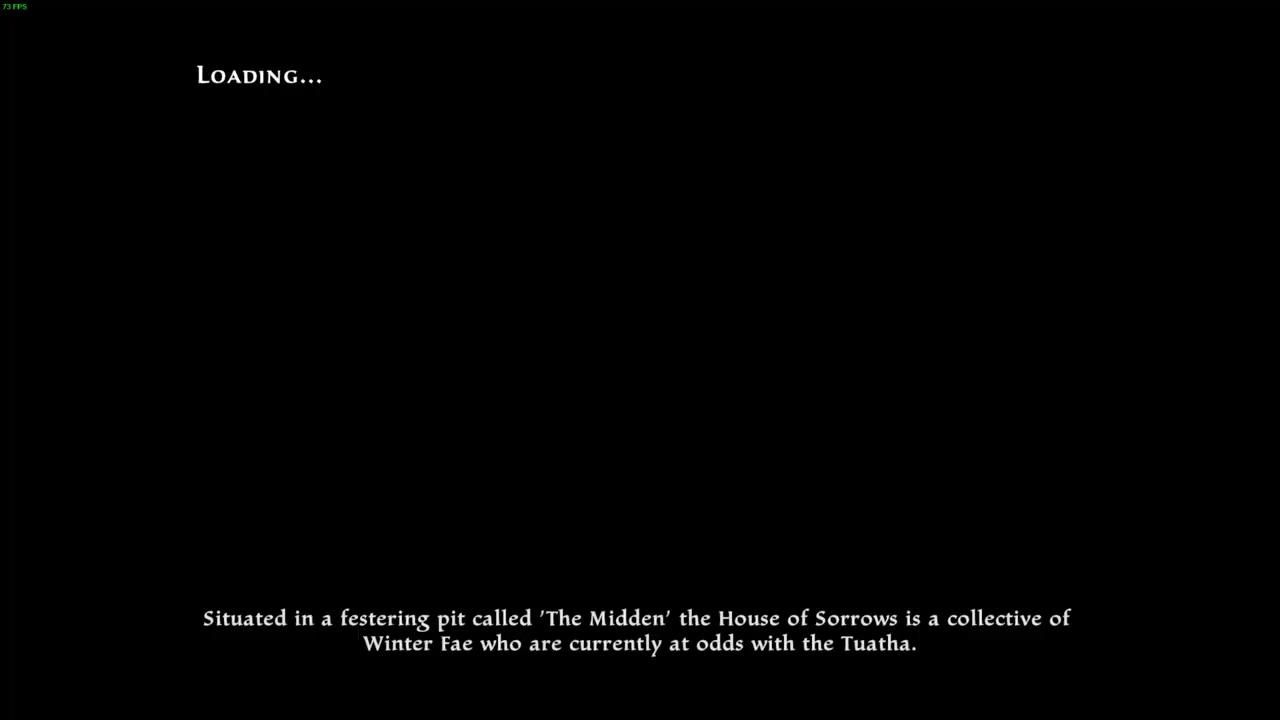 73 FPS
Loading...
Situated in a festering pit called 'The Midden' the House of Sorrows is a collective of
Winter Fae who are currently at odds with the Tuatha.